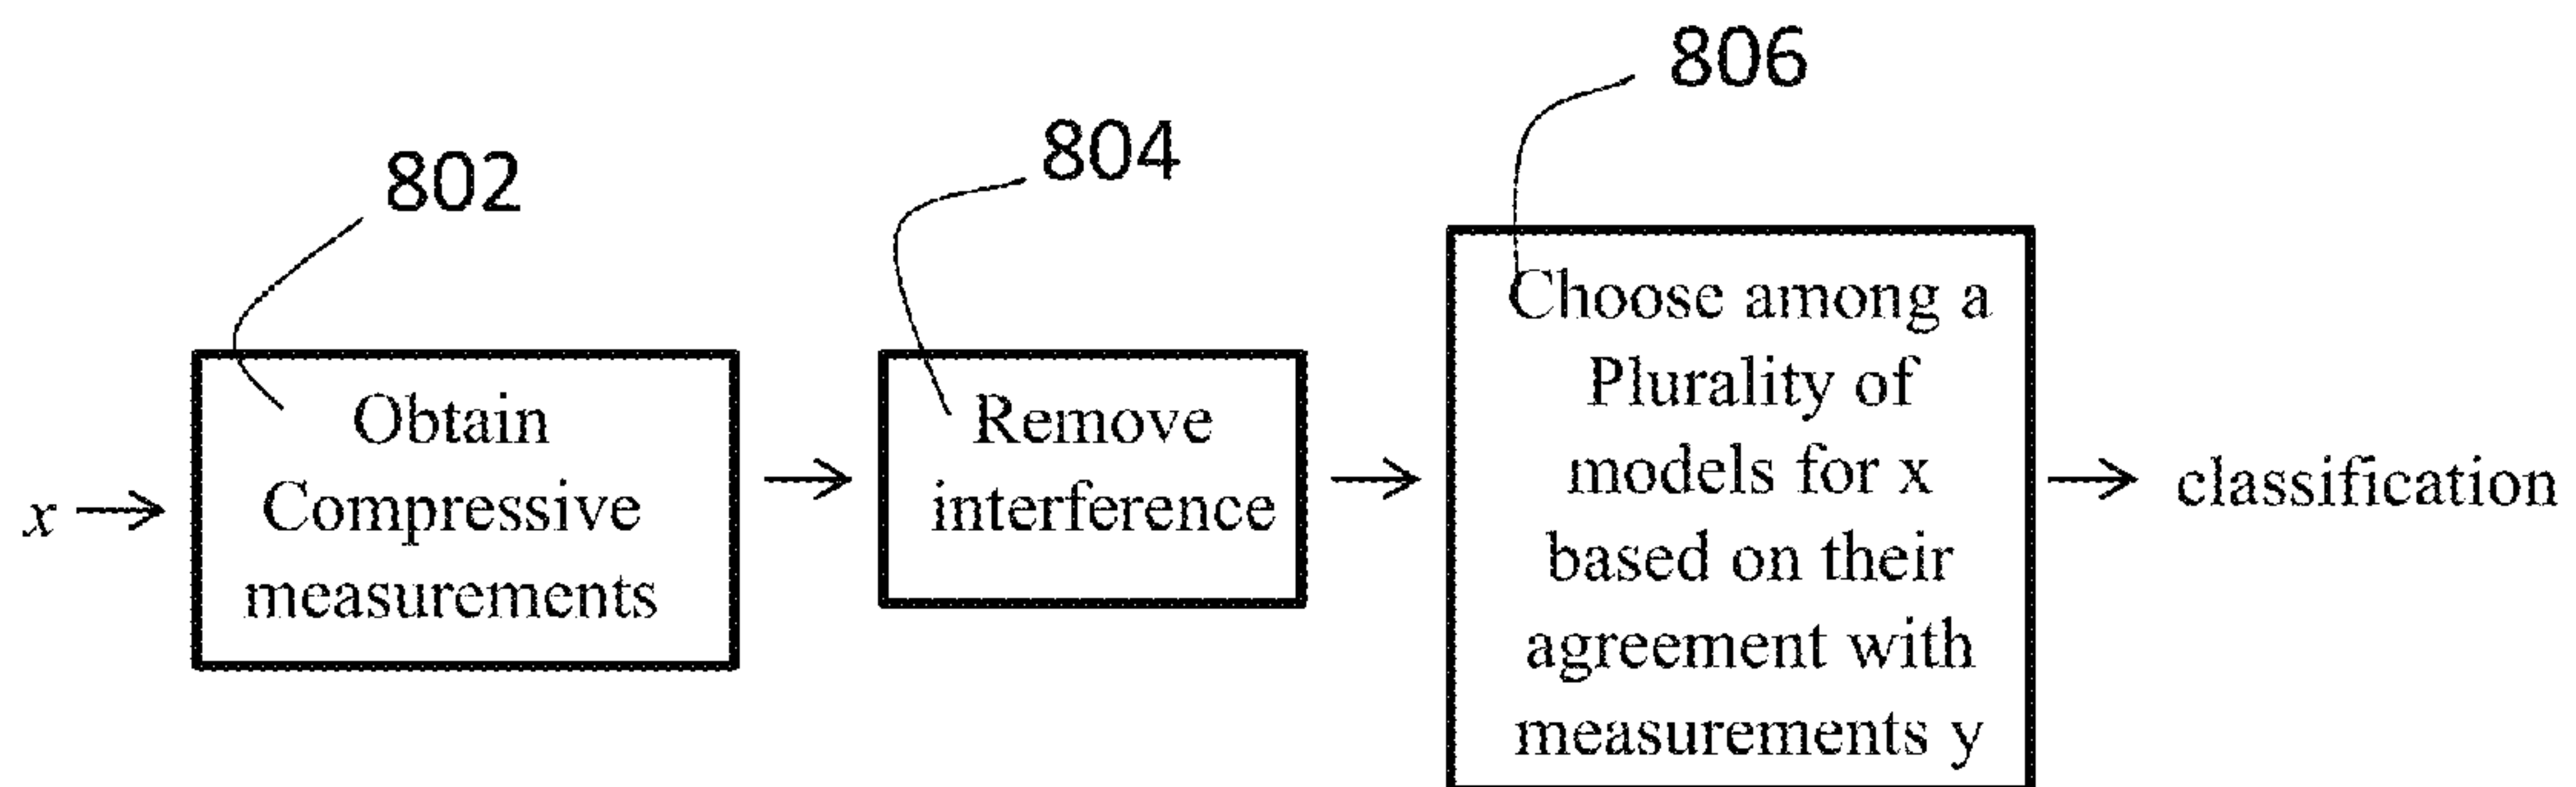 802
804
806
x
Obtain
Compressive
measurements
Remove
interference
Choose among a
Plurality of
models for x
based on their
agreement with
measurements y
classification